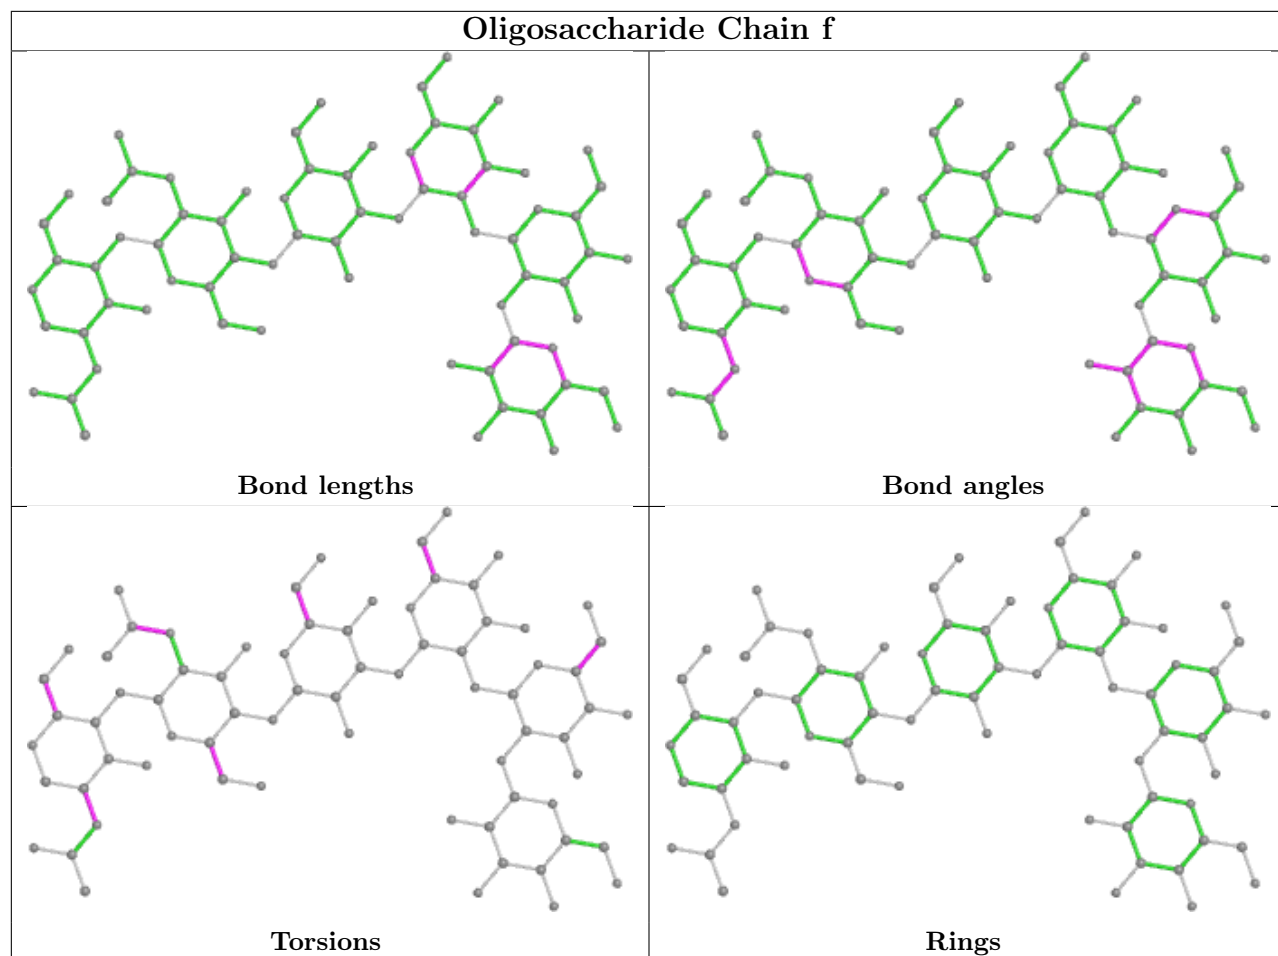 Oligosaccharide Chain f
Bond lengths
Bond angles
Torsions
Rings